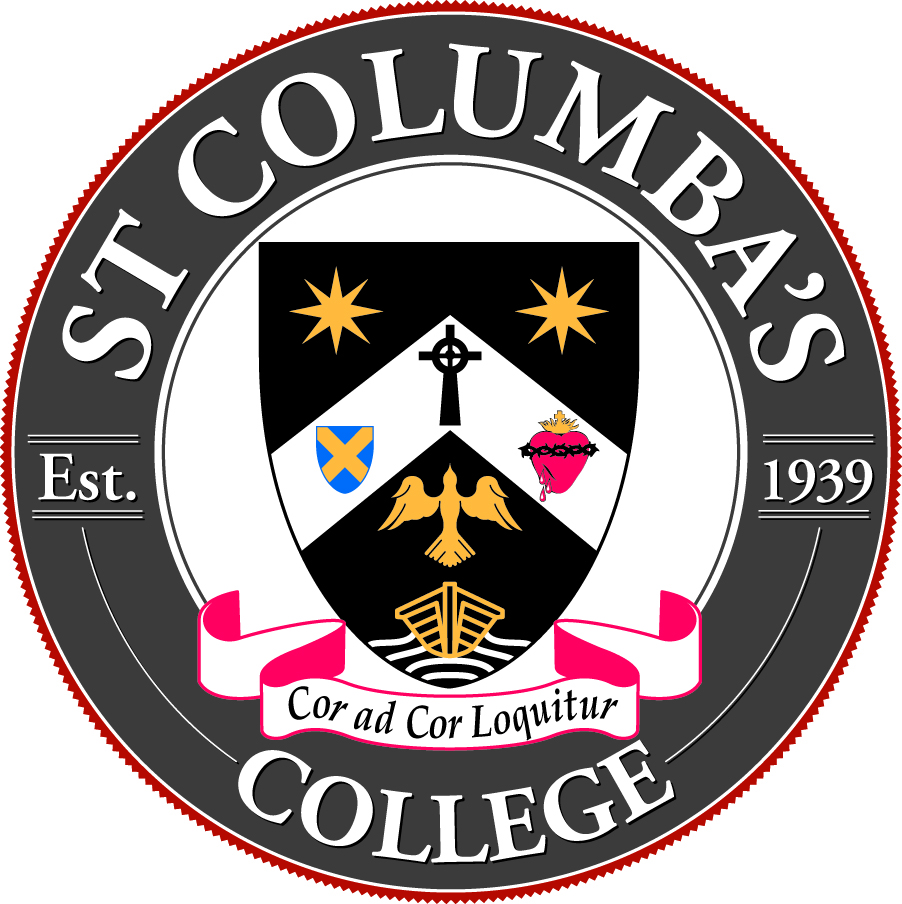 ST COLUMBA'S
Est.
1939
Cor ad Cor Loquitur
COLLEGE